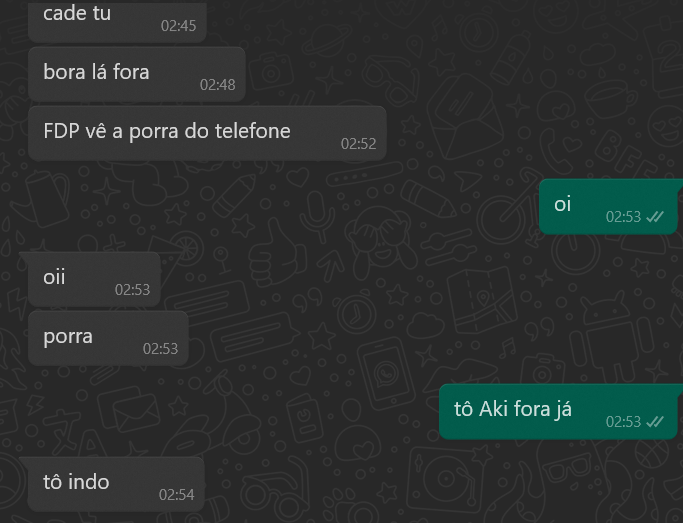 cade tu
02:45
bora lá fora
02:48
FDP vê a porra do telefone
02:52
oi
02:53
oii
02:53
porra
02:53
tô Aki fora já
02:53
tô indo
02:54